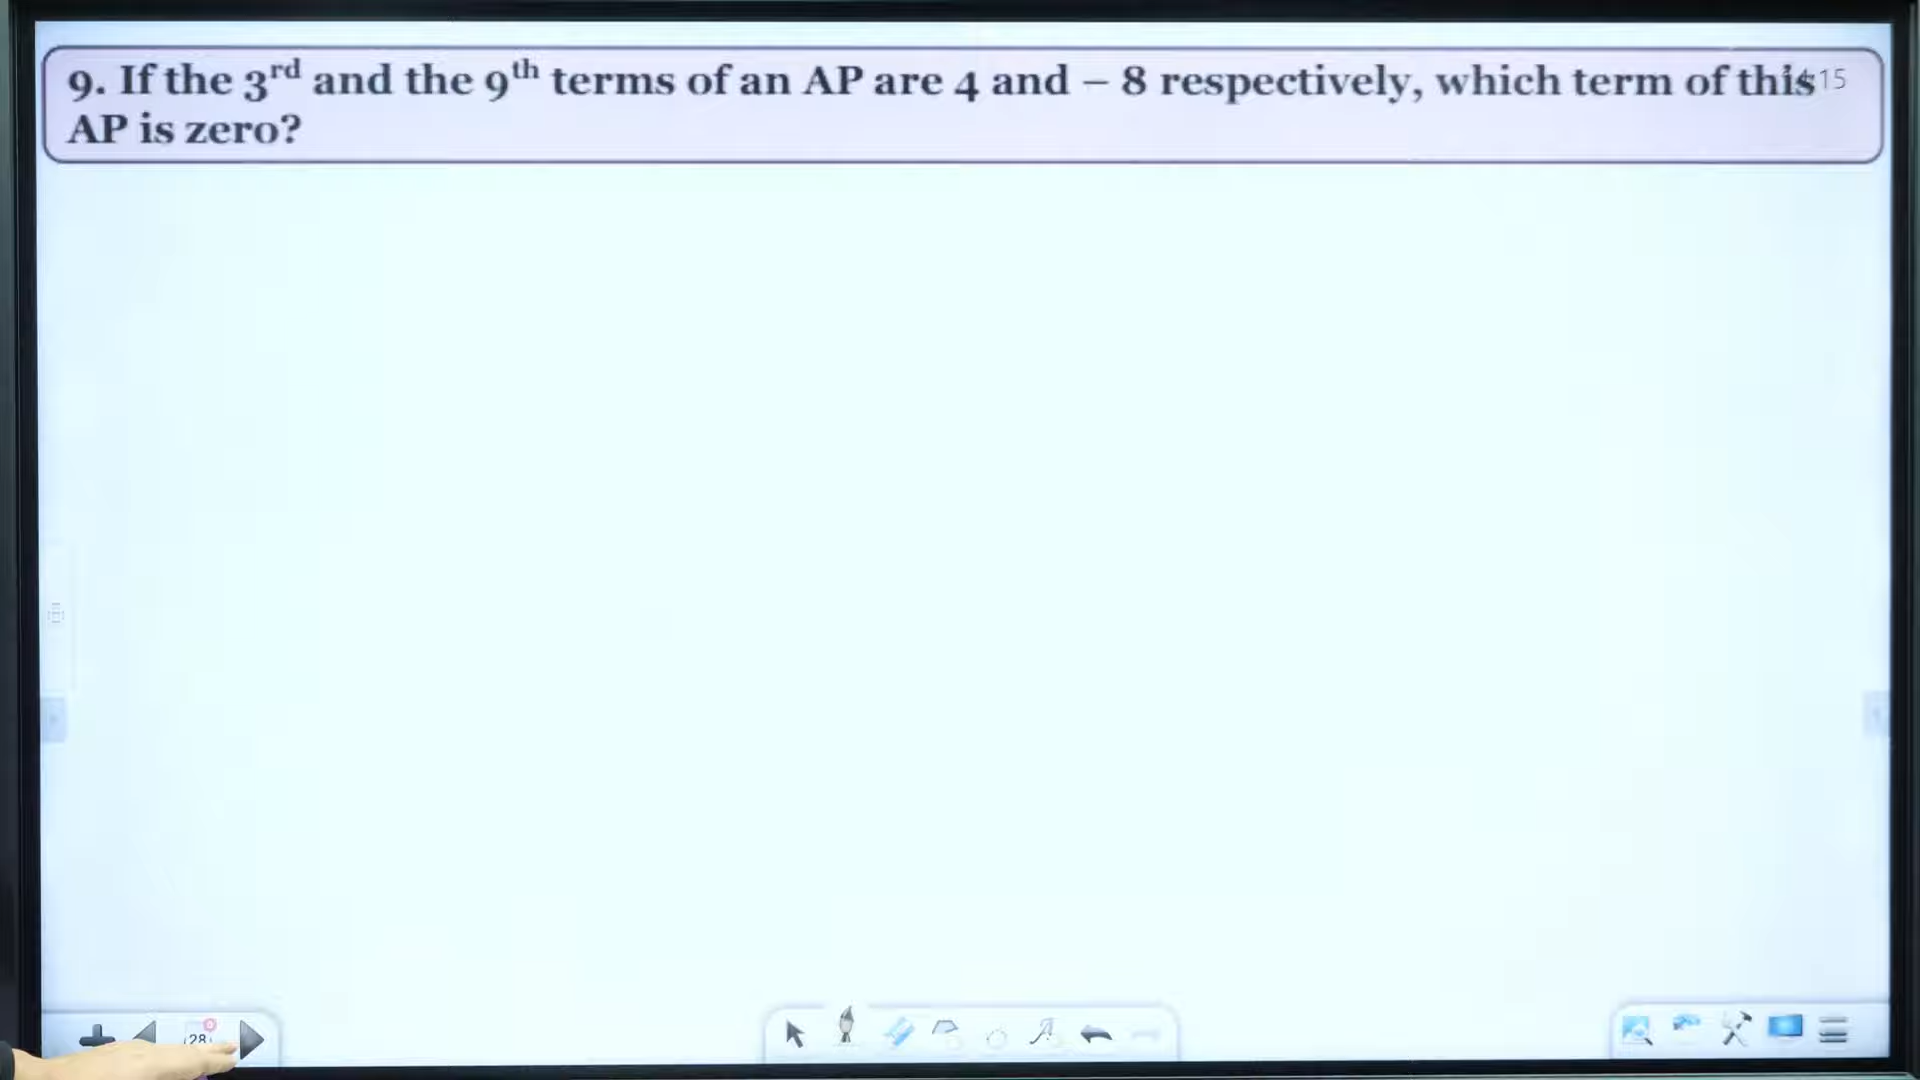 9. If the 3rd and the 9th terms of an AP are 4 and – 8 respectively, which term of this
AP is zero?
28